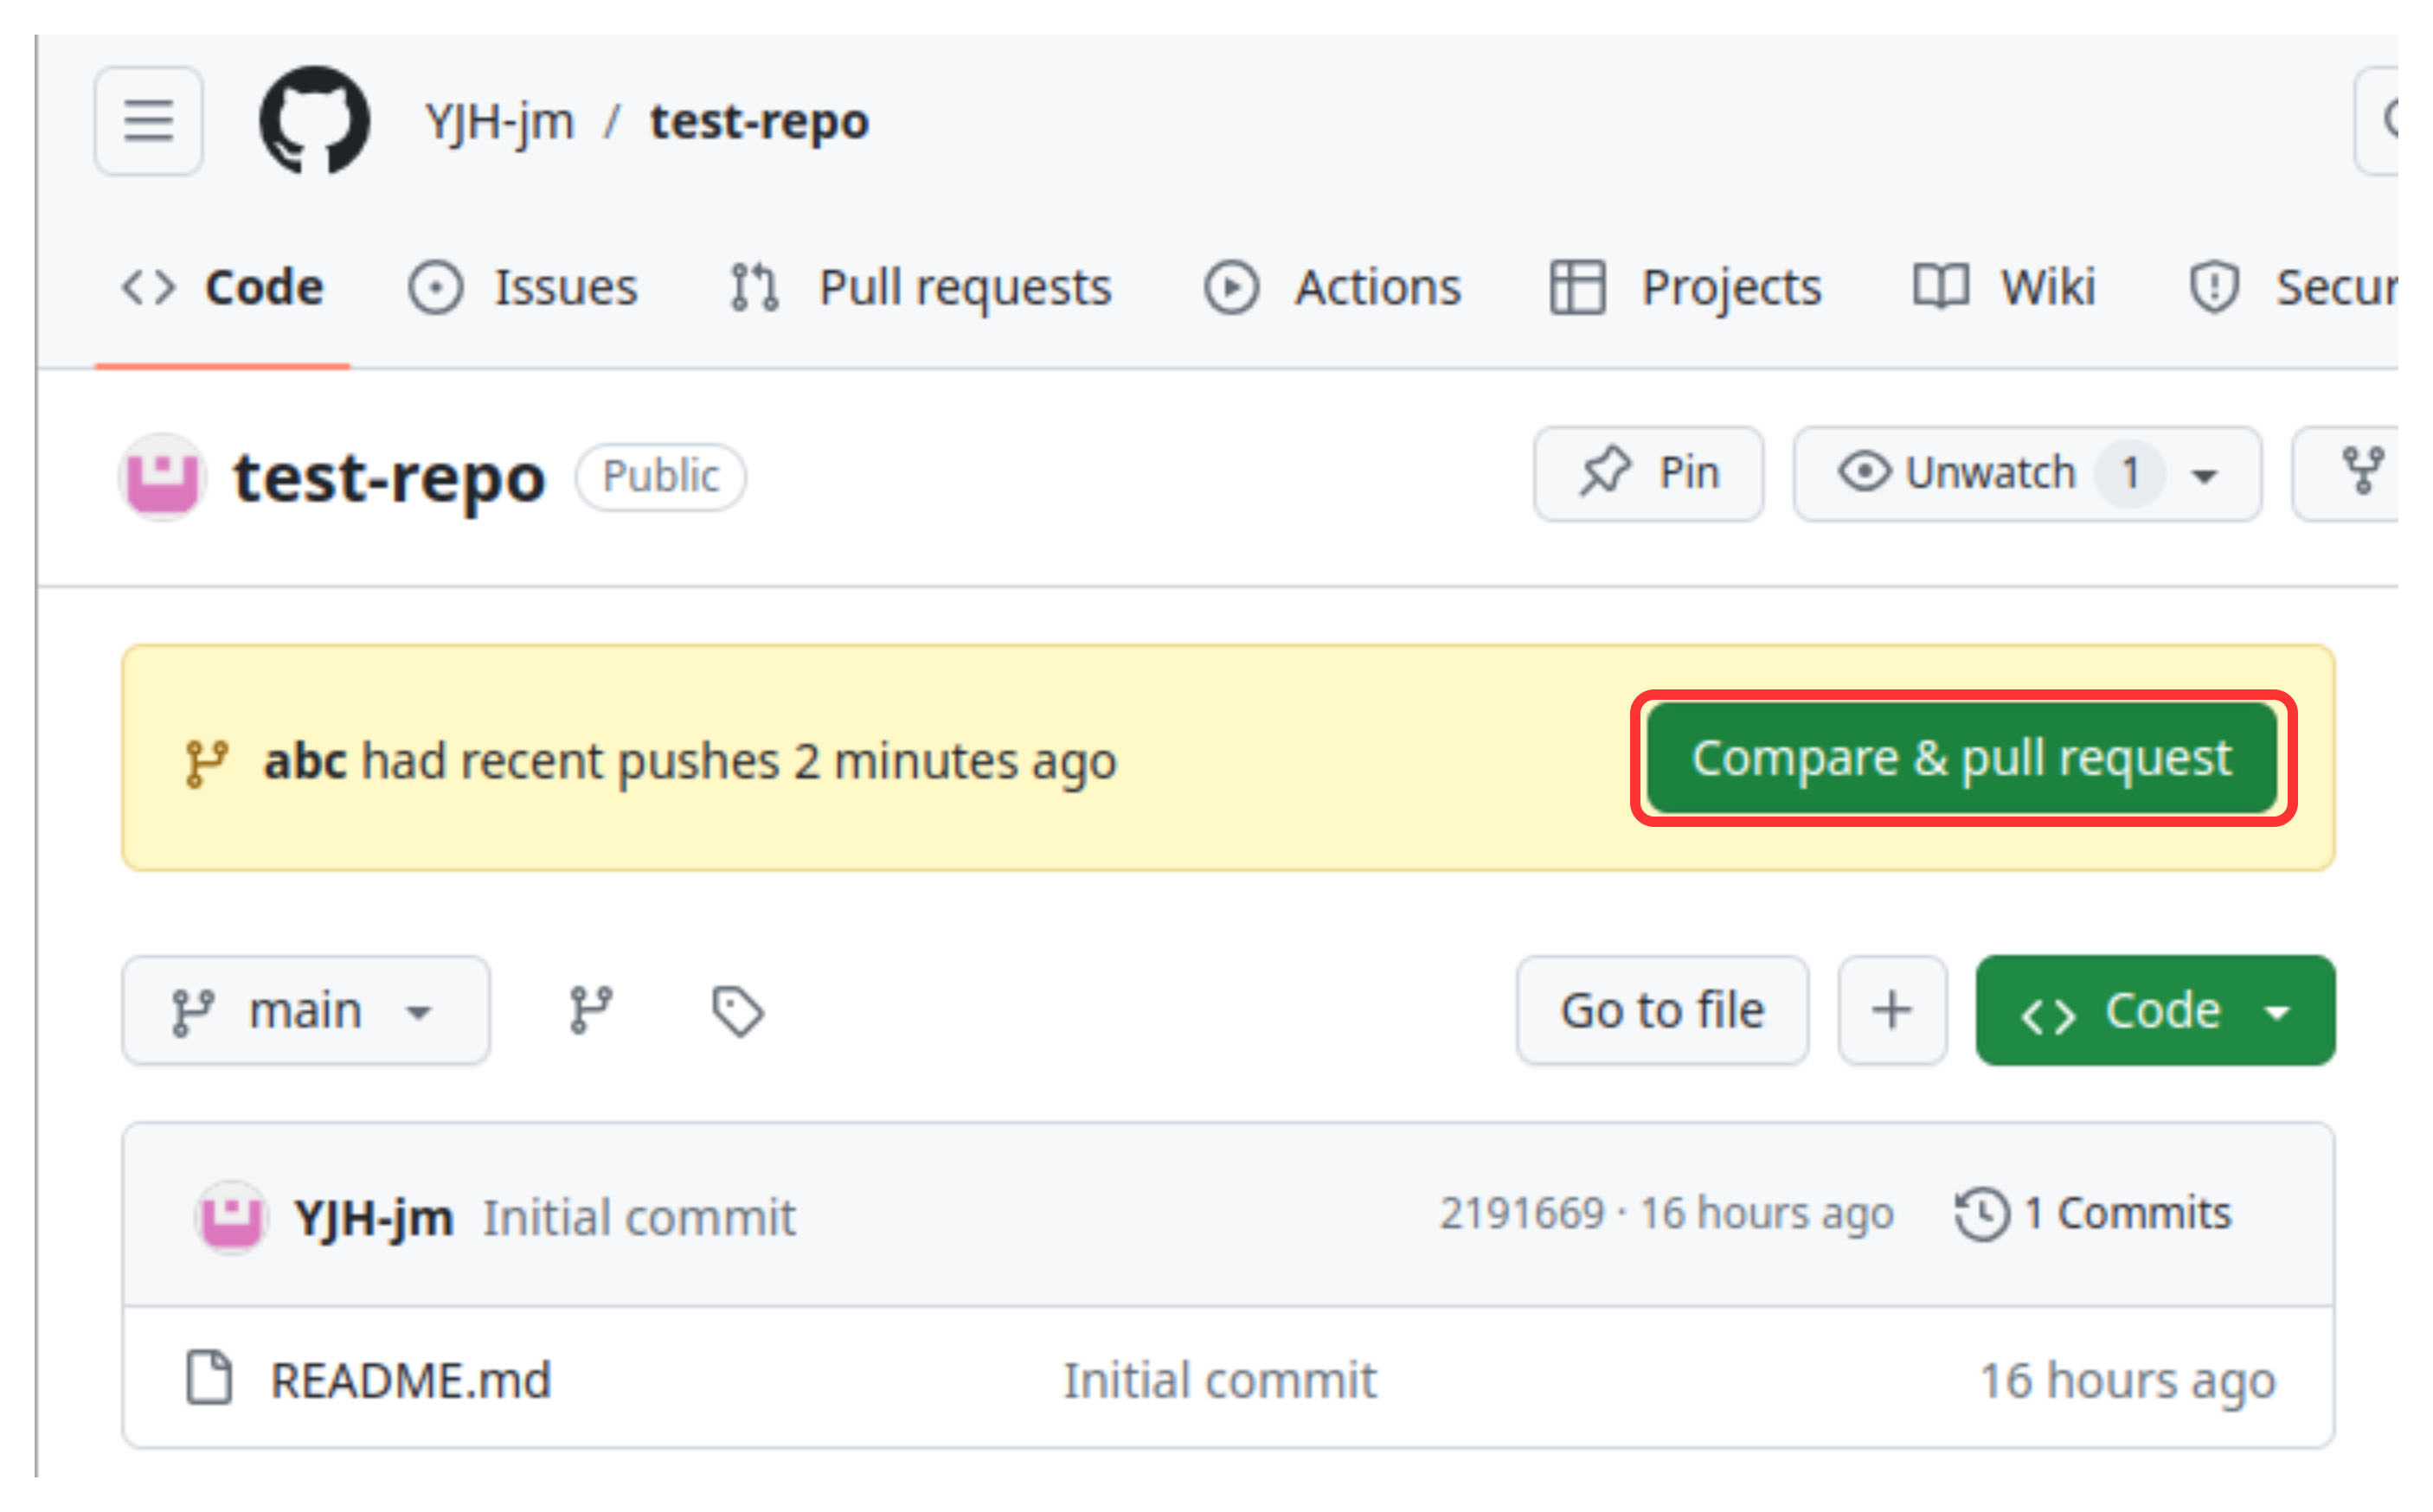 YJH-jm / test-repo
Code Issues Pull requests Actions Projects Wiki Secur
test-repo Public Pin Unwatch 1
abc had recent pushes 2 minutes ago Compare & pull request
main Go to file Code
YJH-jm Initial commit 2191669 · 16 hours ago 1 Commits
README.md Initial commit 16 hours ago